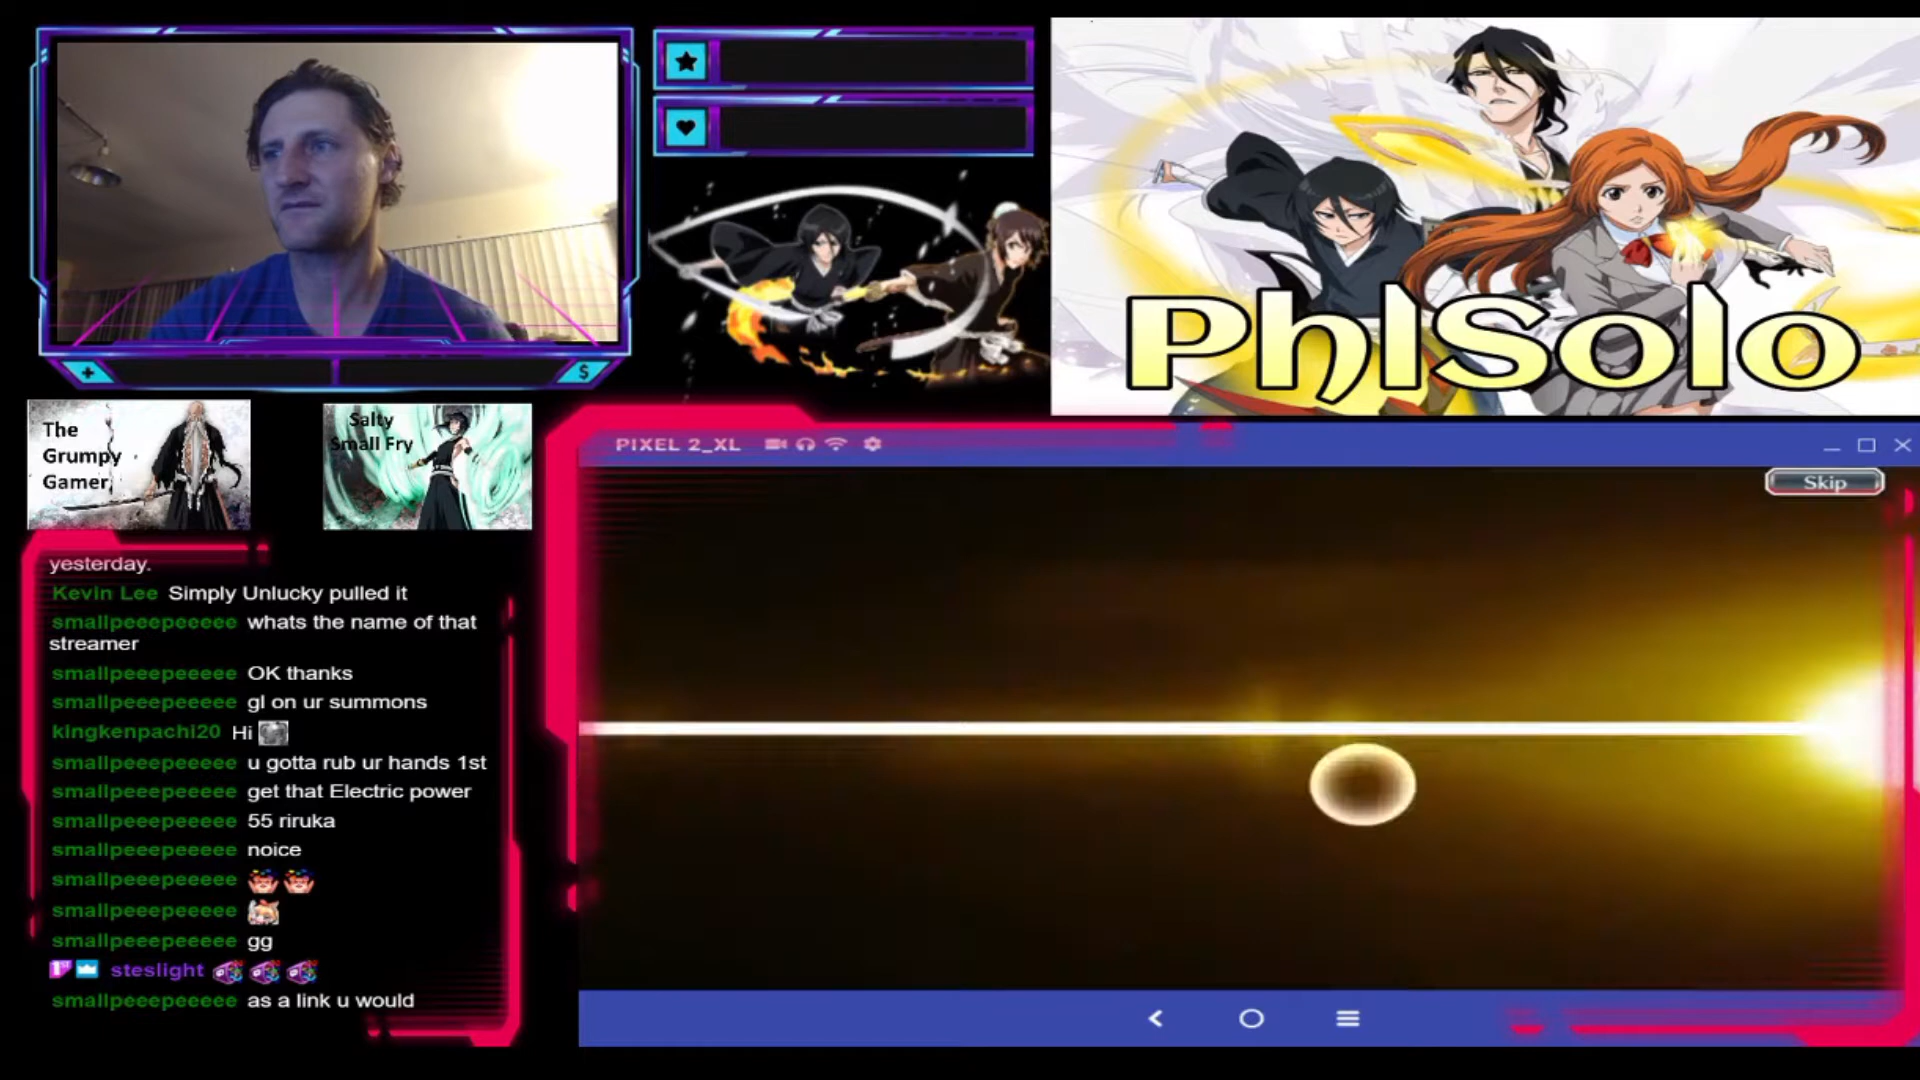 PhISolo
The
Grumpy
Gamer
Salty
Small Fry
PIXEL 2_XL
Skip
yesterday.
Kevin Lee Simply Unlucky pulled it
smallpeeepeeeee whats the name of that
streamer
smallpeeepeeeee OK thanks
smallpeeepeeeee gl on ur summons
kingkenpachi20 Hi
smallpeeepeeeee u gotta rub ur hands 1st
smallpeeepeeeee get that Electric power
smallpeeepeeeee 55 riruka
smallpeeepeeeee noice
smallpeeepeeeee
smallpeeepeeeee
smallpeeepeeeee gg
steslight
smallpeeepeeeee as a link u would